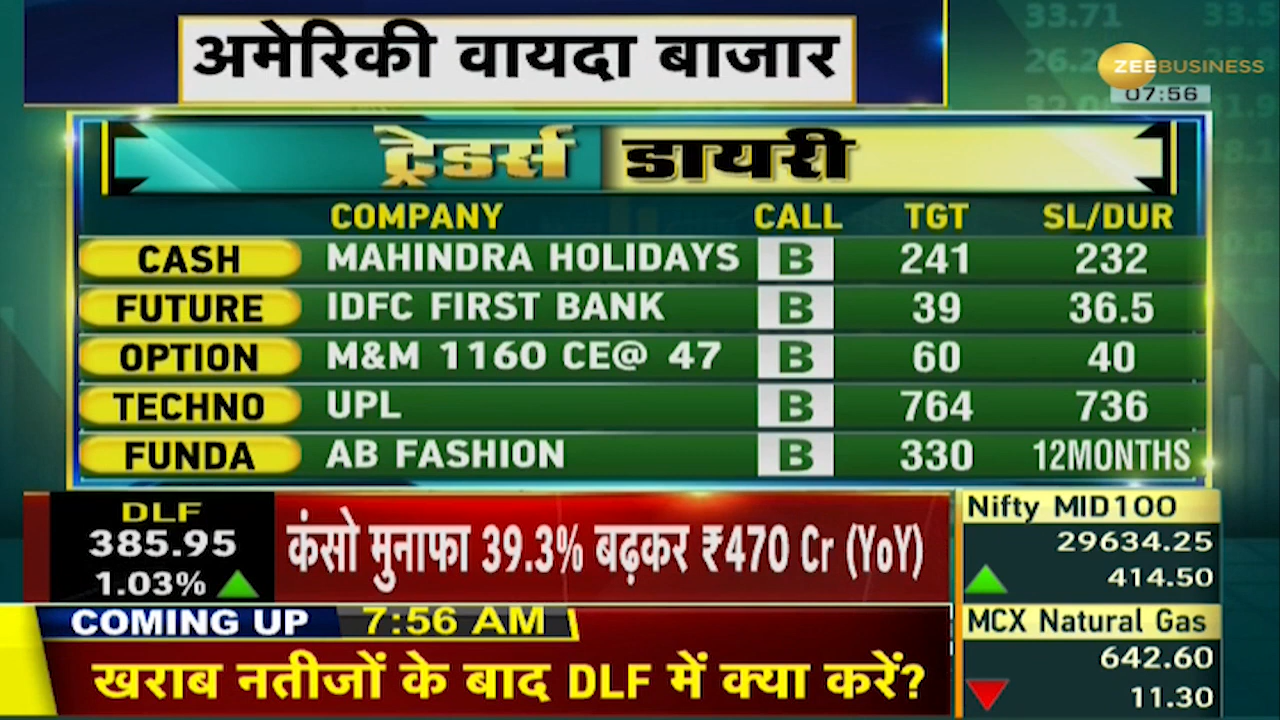 अमेरिकी वायदा बाजार
ZEEBUSINESS
07:56
ट्रेडर्स डायरी
COMPANY CALL TGT SL/DUR
CASH MAHINDRA HOLIDAYS B 241 232
FUTURE IDFC FIRST BANK B 39 36.5
OPTION M&M 1160 CE@ 47 B 60 40
TECHNO UPL B 764 736
FUNDA AB FASHION B 330 12MONTHS
DLF
385.95
1.03%
कंसो मुनाफा 39.3% बढ़कर ₹470 Cr (YoY)
Nifty MID100
29634.25
414.50
COMING UP 7:56 AM
खराब नतीजों के बाद DLF में क्या करें?
MCX Natural Gas
642.60
11.30
33.71